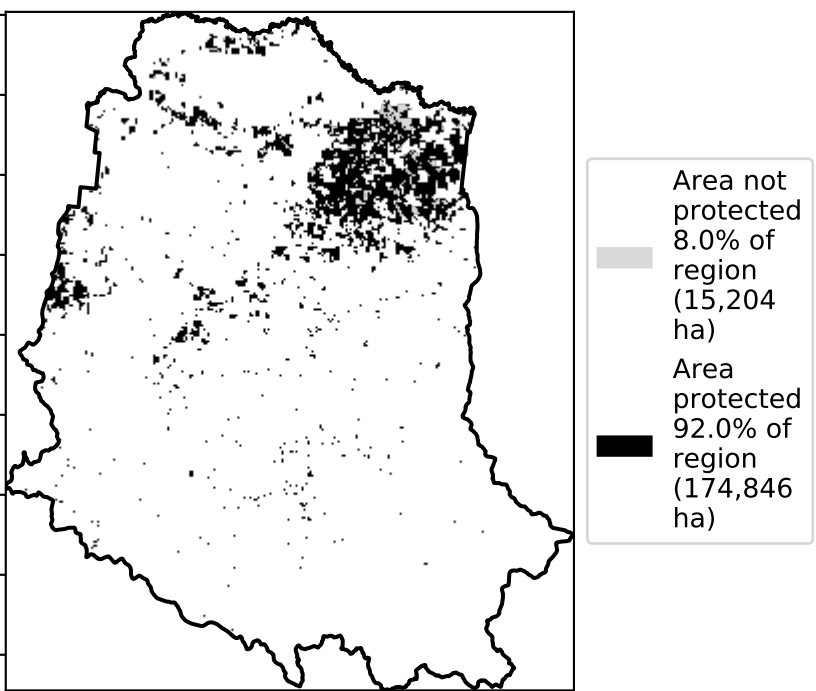 Area not
protected
8.0% of
region
(15,204
ha)
Area
protected
92.0% of
region
(174,846
ha)